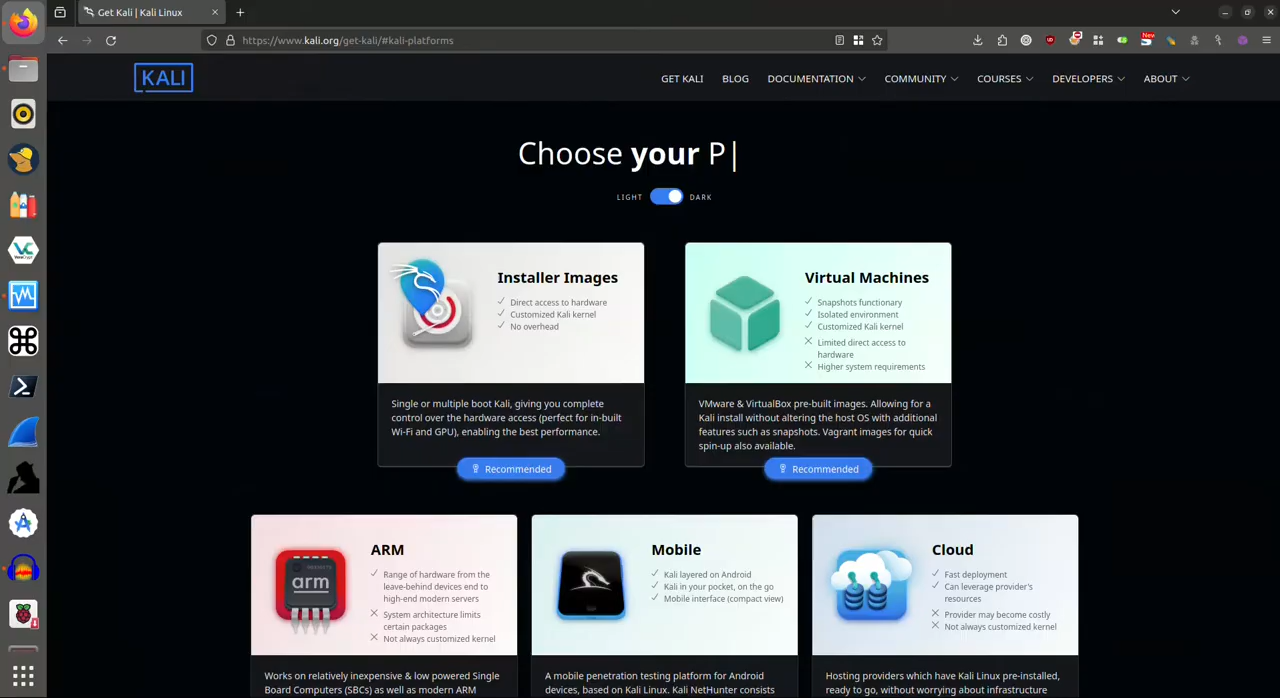 Get Kali | Kali Linux
https://www.kali.org/get-kali/#kali-platforms
New
KALI
GET KALI
BLOG
DOCUMENTATION
COMMUNITY
COURSES
DEVELOPERS
ABOUT
Choose your P|
LIGHT
DARK
Installer Images
Direct access to hardware
Customized Kali kernel
No overhead
Single or multiple boot Kali, giving you complete
control over the hardware access (perfect for in-built
Wi-Fi and GPU), enabling the best performance.
Recommended
Virtual Machines
Snapshots functionary
Isolated environment
Customized Kali kernel
Limited direct access to
hardware
Higher system requirements
VMware & VirtualBox pre-built images. Allowing for a
Kali install without altering the host OS with additional
features such as snapshots. Vagrant images for quick
spin-up also available.
Recommended
arm
ARM
Range of hardware from the
leave-behind devices end to
high-end modern servers
System architecture limits
certain packages
Not always customized kernel
Works on relatively inexpensive & low powered Single
Board Computers (SBCs) as well as modern ARM
Mobile
Kali layered on Android
Kali in your pocket, on the go
Mobile interface (compact view)
A mobile penetration testing platform for Android
devices, based on Kali Linux. Kali NetHunter consists
Cloud
Fast deployment
Can leverage provider's
resources
Provider may become costly
Not always customized kernel
Hosting providers which have Kali Linux pre-installed,
ready to go, without worrying about infrastructure